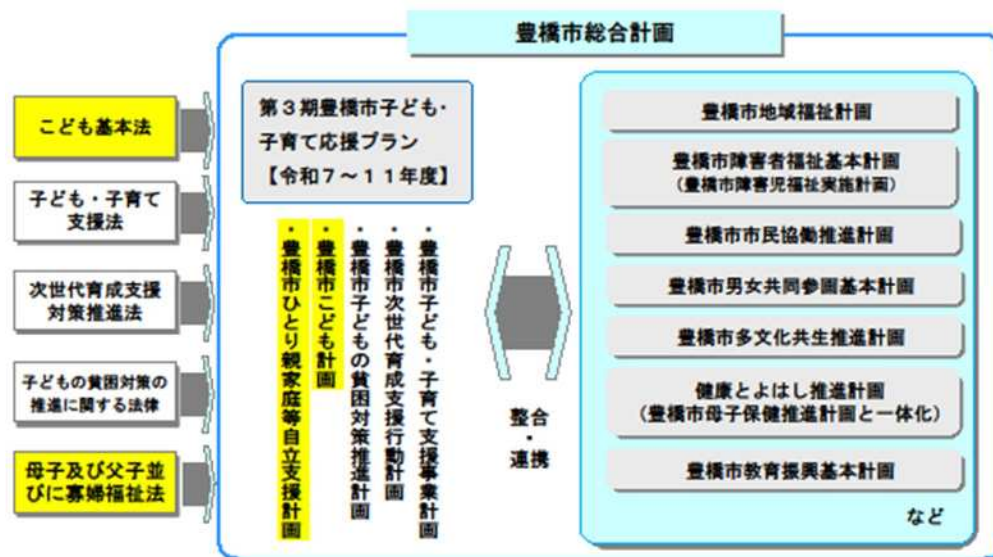 豊橋市総合計画
こども基本法
子ども・子育て
支援法
次世代育成支援
対策推進法
子どもの貧困対策の
推進に関する法律
母子及び父子並
びに寡婦福祉法
第3期豊橋市子ども・
子育て応援プラン
【令和7～11年度】
・豊橋市子ども・子育て支援事業計画
・豊橋市次世代育成支援行動計画
・豊橋市子どもの貧困対策推進計画
・豊橋市こども計画
・豊橋市ひとり親家庭等自立支援計画
整合
・
連携
豊橋市地域福祉計画
豊橋市障害者福祉基本計画
(豊橋市障害児福祉実施計画)
豊橋市市民協働推進計画
豊橋市男女共同参画基本計画
豊橋市多文化共生推進計画
健康とよはし推進計画
(豊橋市母子保健推進計画と一体化)
豊橋市教育振興基本計画
など